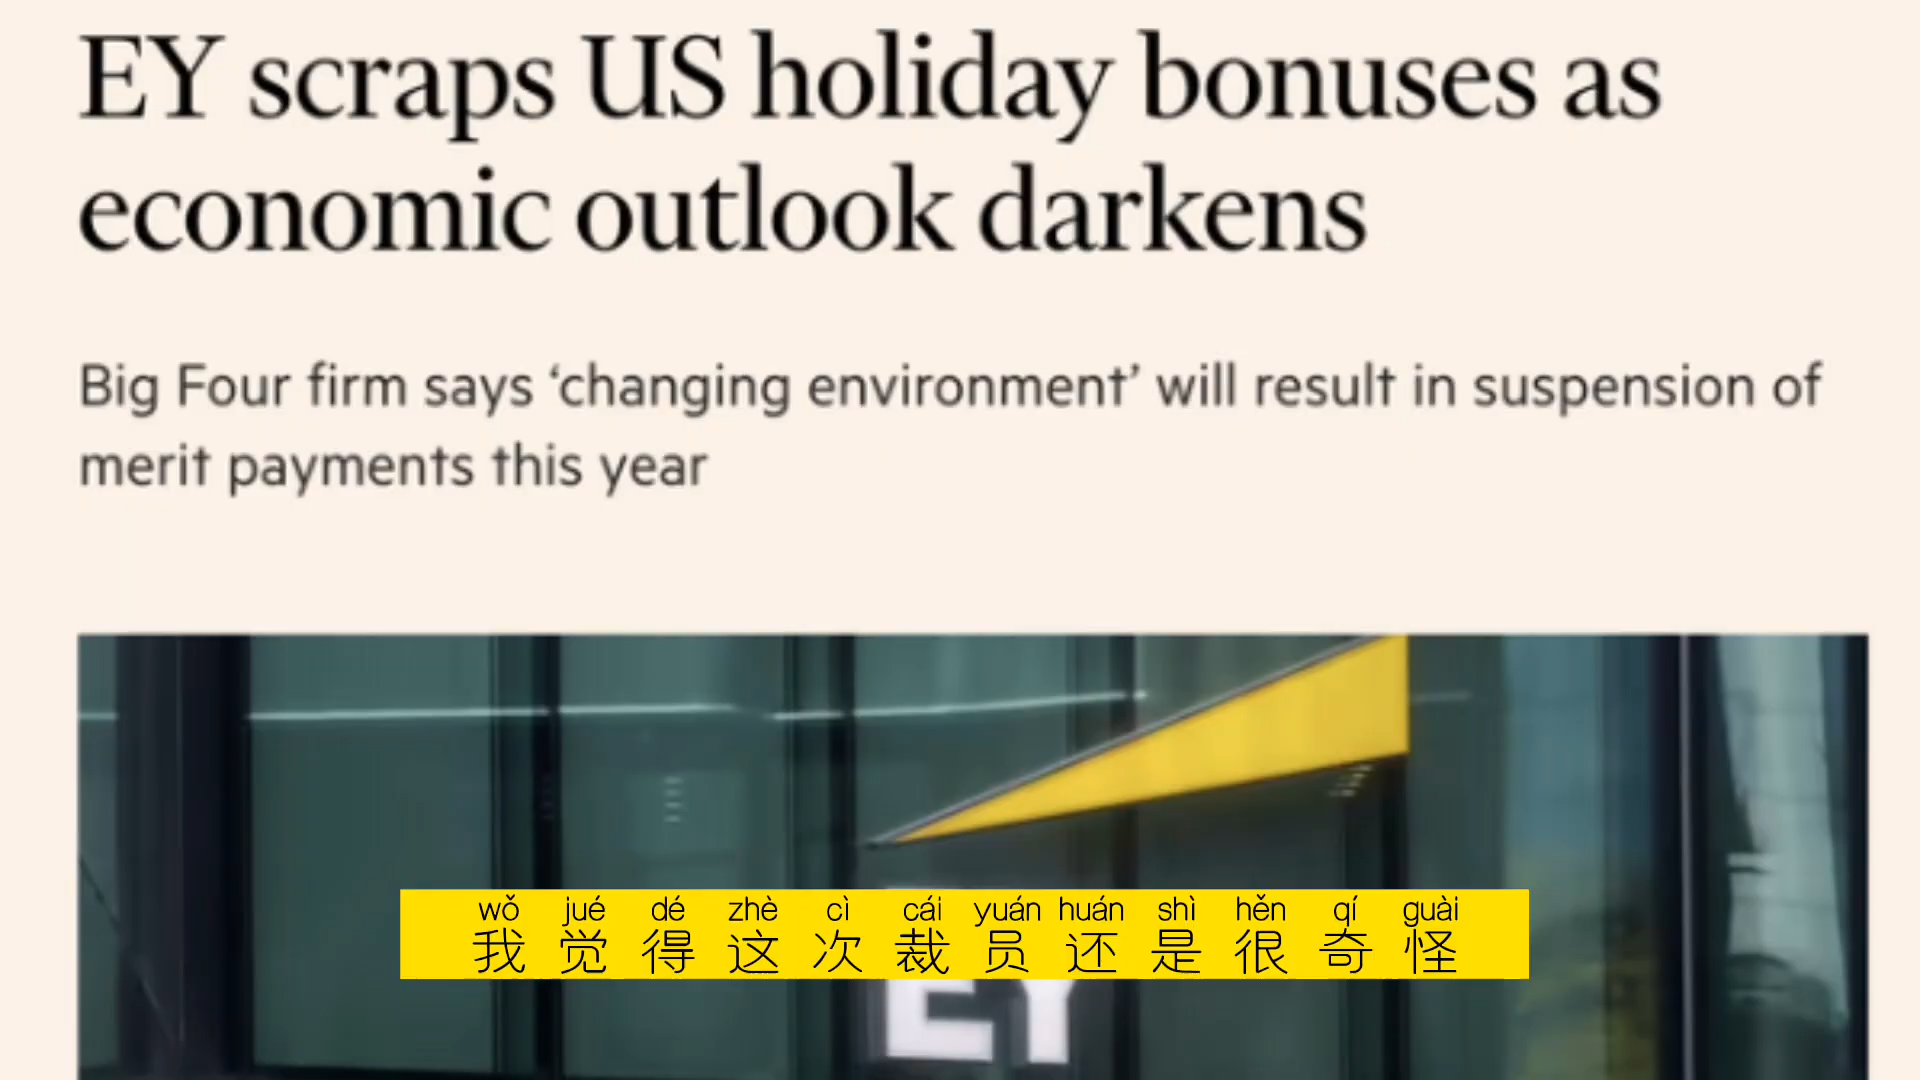 EY scraps US holiday bonuses as
economic outlook darkens
Big Four firm says ‘changing environment’ will result in suspension of
merit payments this year
wǒ jué dé zhè cì cái yuán huán shì hěn qí guài
我觉得这次裁员还是很奇怪
EY